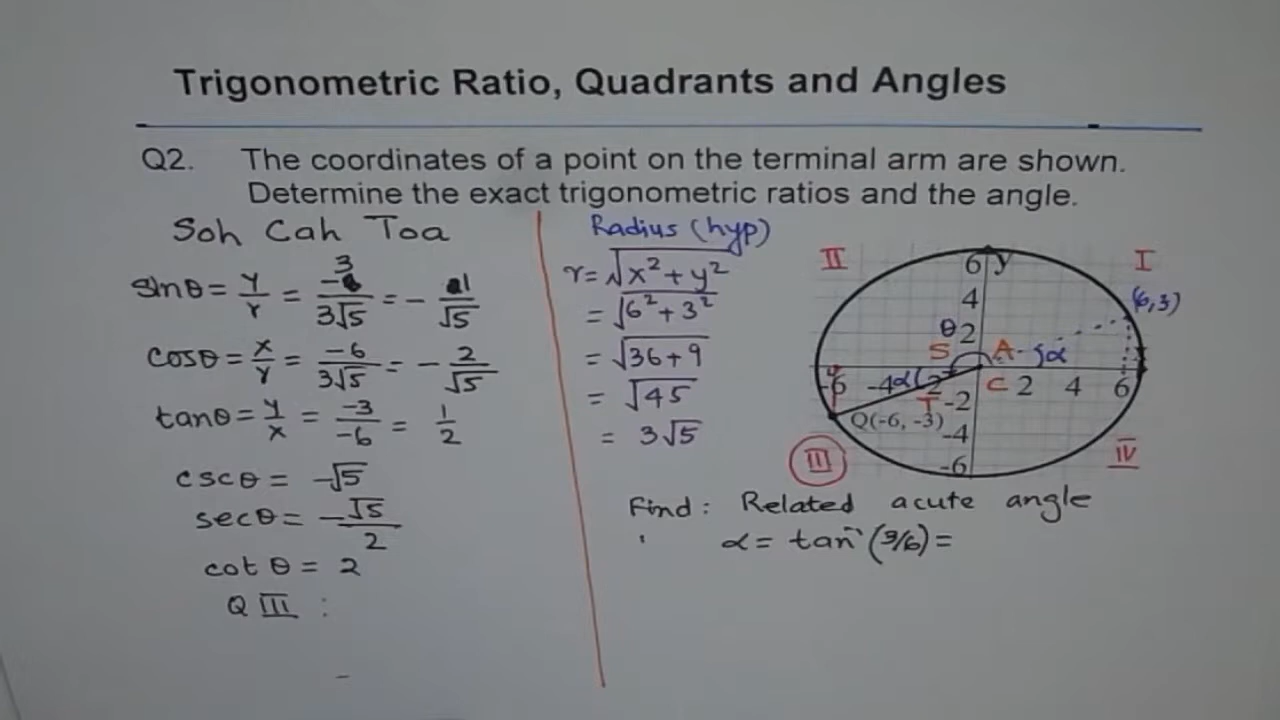 Trigonometric Ratio, Quadrants and Angles
Q2. The coordinates of a point on the terminal arm are shown.
Determine the exact trigonometric ratios and the angle.
Soh Cah Toa
sinθ = y/r = -3/3√5 = - 1/√5
cosθ = x/r = -6/3√5 = - 2/√5
tanθ = y/x = -3/-6 = 1/2
cscθ = -√5
secθ = -√5/2
cot θ = 2
Q III :
Radius (hyp)
r = √x² + y²
= √6² + 3²
= √36 + 9
= √45
= 3√5
II
I
6 y
4
(6,3)
θ 2
S A α
-6 -4 α -2 C 2 4 6
T -2
Q(-6, -3)
-4
III
IV
-6
Find : Related acute angle
α = tan⁻¹ (3/6) =